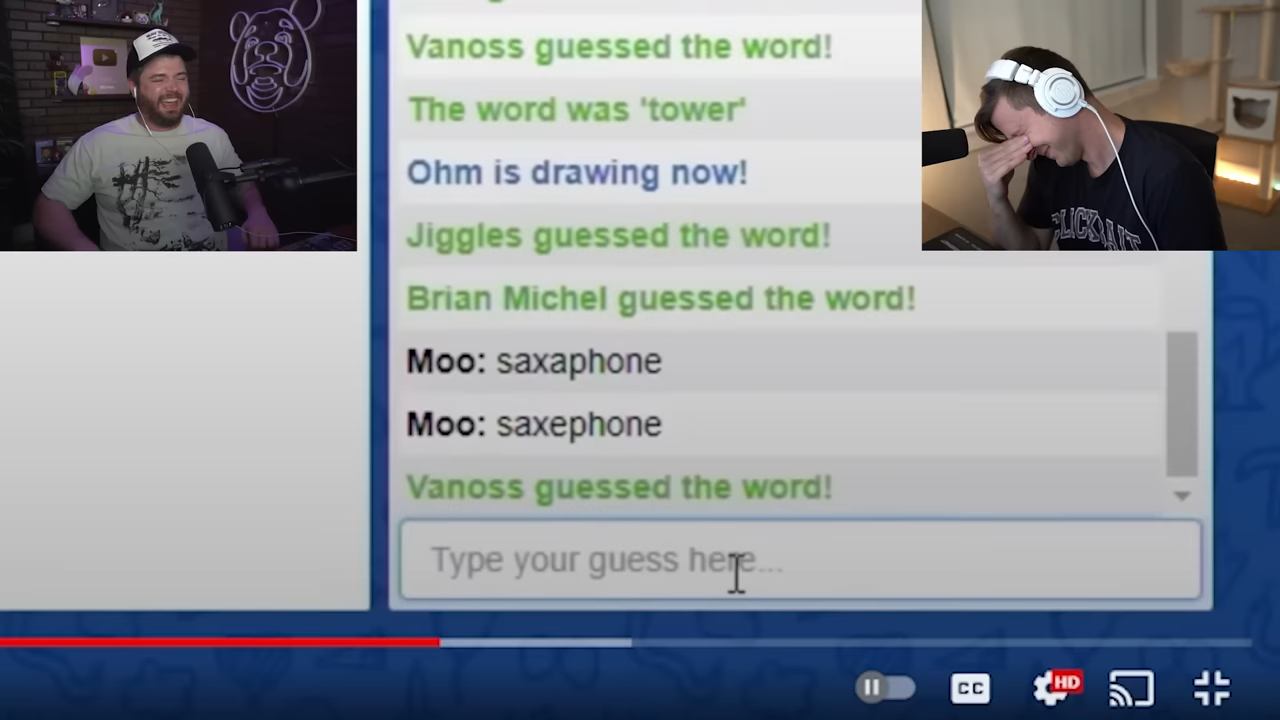 Vanoss guessed the word!
The word was 'tower'
Ohm is drawing now!
Jiggles guessed the word!
Brian Michel guessed the word!
Moo: saxaphone
Moo: saxephone
Vanoss guessed the word!
Type your guess here...
CC
HD